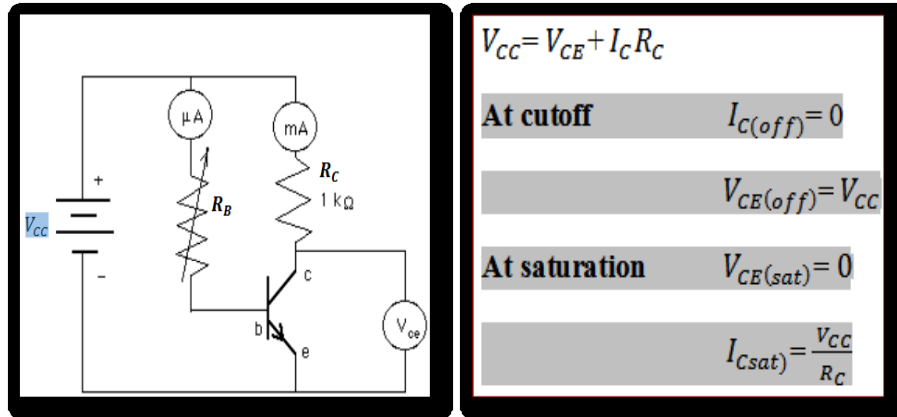 μA
mA
R_C
1 kΩ
R_B
+
V_CC
−
c
b
e
V_ce
V_CC= V_CE+ I_C R_C
At cutoff I_C(off)= 0
V_CE(off)= V_CC
At saturation V_CE(sat)= 0
I_Csat)= V_CC/R_C